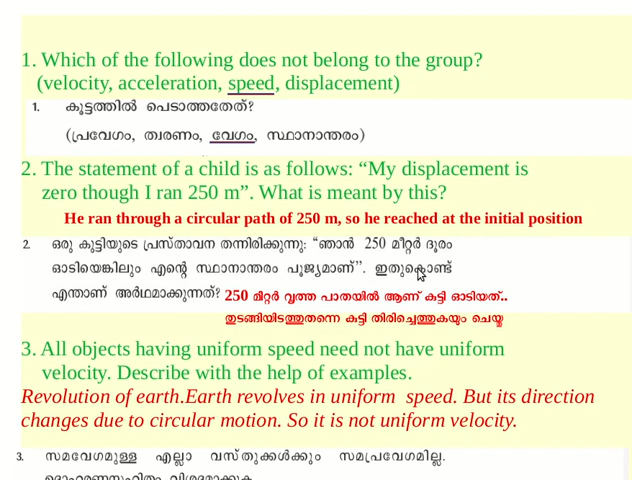 1. Which of the following does not belong to the group?
(velocity, acceleration, speed, displacement)
1. കൂട്ടത്തിൽ പെടാത്തതേത്?
(പ്രവേഗം, ത്വരണം, വേഗം, സ്ഥാനാന്തരം)
2. The statement of a child is as follows: “My displacement is
zero though I ran 250 m”. What is meant by this?
He ran through a circular path of 250 m, so he reached at the initial position
2. ഒരു കുട്ടിയുടെ പ്രസ്താവന തന്നിരിക്കുന്നു: “ഞാൻ 250 മീറ്റർ ദൂരം
ഓടിയെങ്കിലും എന്റെ സ്ഥാനാന്തരം പൂജ്യമാണ്”. ഇതുകൊണ്ട്
എന്താണ് അർഥമാക്കുന്നത്? 250 മീറ്റർ വൃത്ത പാതയിൽ ആണ് കുട്ടി ഓടിയത്..
തുടങ്ങിയിടത്തുതന്നെ കുട്ടി തിരിച്ചെത്തുകയും ചെയ്തു
3. All objects having uniform speed need not have uniform
velocity. Describe with the help of examples.
Revolution of earth.Earth revolves in uniform speed. But its direction
changes due to circular motion. So it is not uniform velocity.
3. സമവേഗമുള്ള എല്ലാ വസ്തുക്കൾക്കും സമപ്രവേഗമില്ല.
ഉദാഹരണസഹിതം വിശദമാക്കുക.